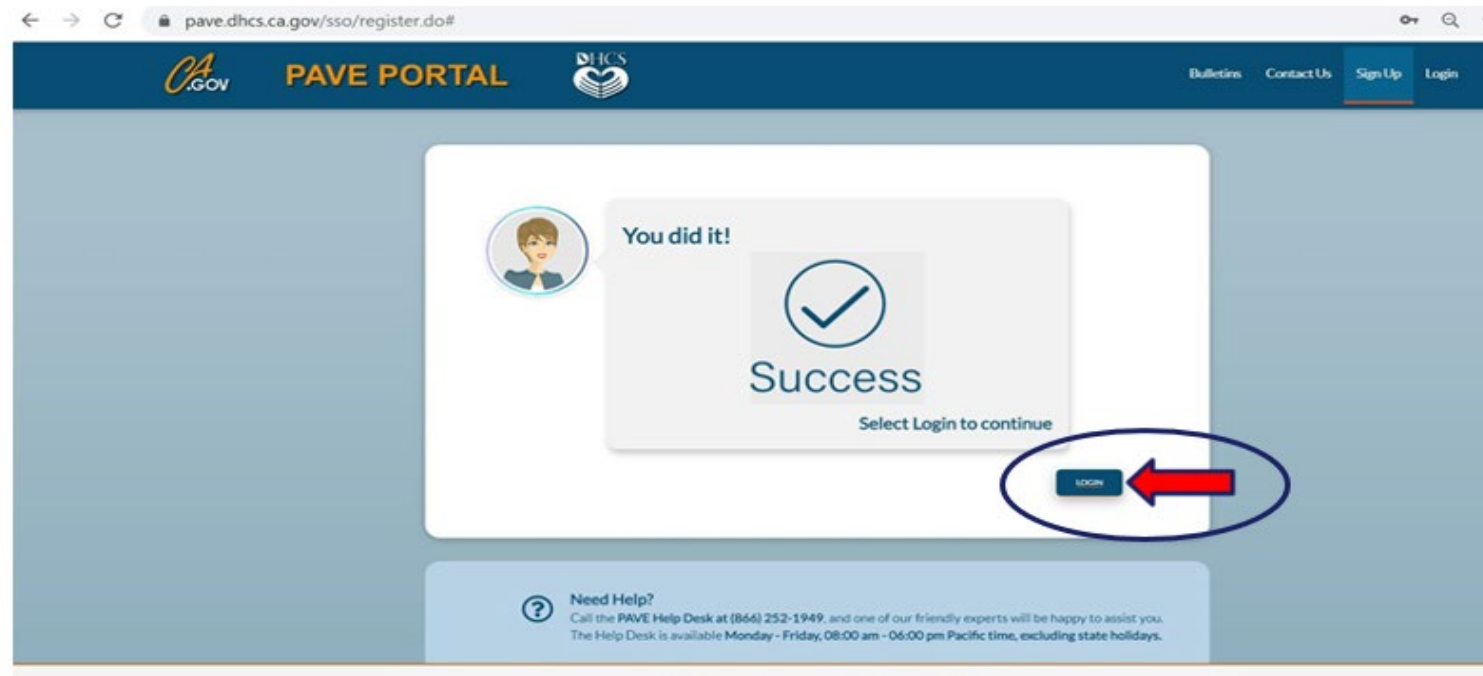 pave.dhcs.ca.gov/sso/register.do#
CA.GOV PAVE PORTAL DHCS Bulletins Contact Us Sign Up Login
You did it!
Success
Select Login to continue
LOGIN
Need Help?
Call the PAVE Help Desk at (866) 252-1949, and one of our friendly experts will be happy to assist you.
The Help Desk is available Monday - Friday, 08:00 am - 06:00 pm Pacific time, excluding state holidays.